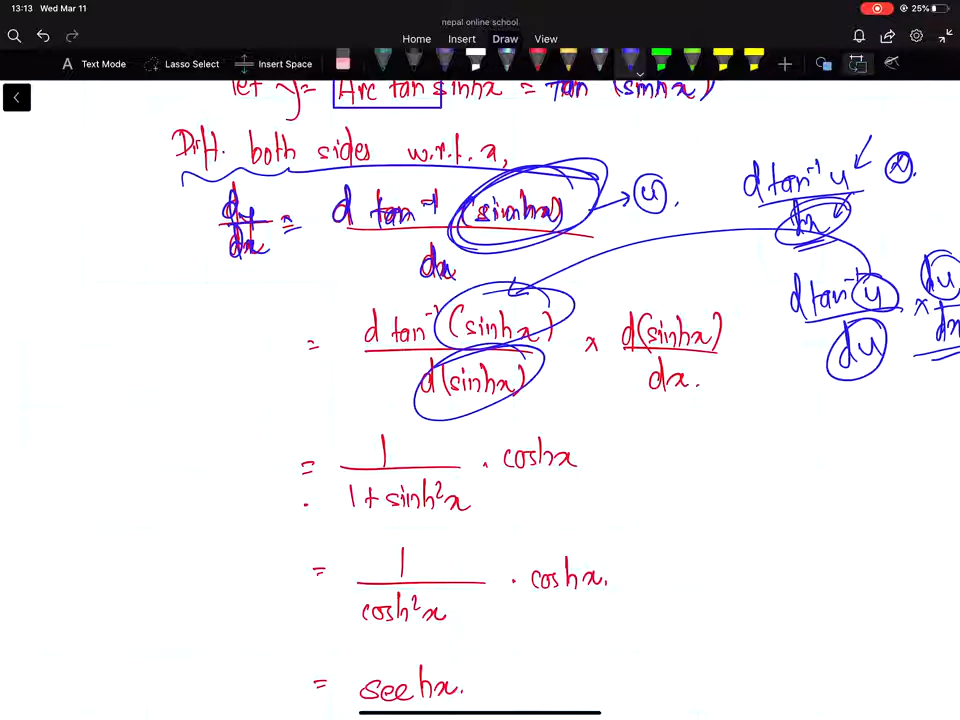 13:13 Wed Mar 11
25%
nepal online school
Home Insert Draw View
Text Mode Lasso Select Insert Space
let y = Arc tan sinhx = tan (sinhx)
Diff. both sides w.r.t. x,
dy/dx = d tan⁻¹ (sinhx)/dx → u.
d tan⁻¹ u/dx x.
= d tan⁻¹ (sinhx)/d(sinhx) × d(sinhx)/dx.
d tan⁻¹ u/du × du/dx
= 1/1 + sinh²x . coshx
= 1/cosh²x . coshx.
= sechx.